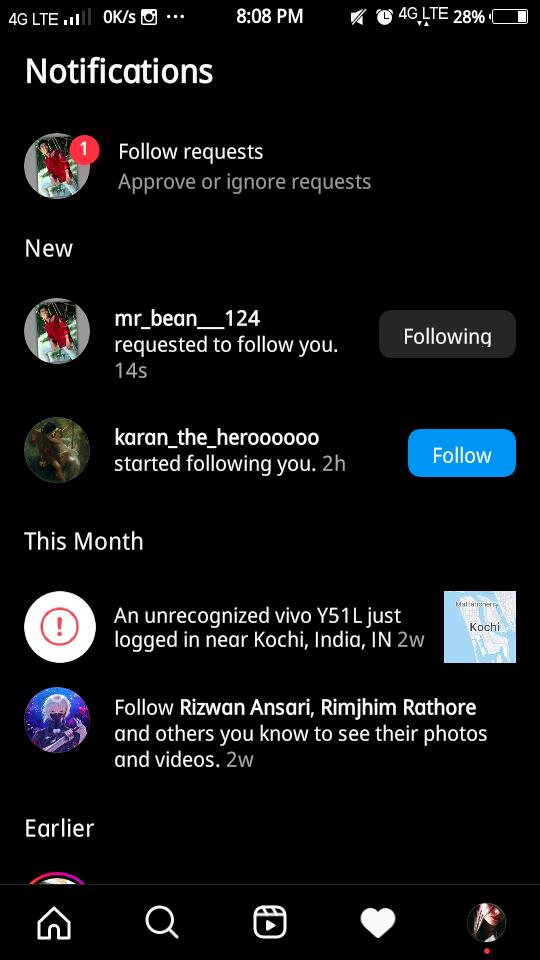 4G LTE 0K/s 8:08 PM 4G LTE 28%
Notifications
1
Follow requests
Approve or ignore requests
New
mr_bean___124
requested to follow you.
14s
Following
karan_the_heroooooo
started following you. 2h
Follow
This Month
An unrecognized vivo Y51L just
logged in near Kochi, India, IN 2w
Mattancherry
Kochi
Follow Rizwan Ansari, Rimjhim Rathore
and others you know to see their photos
and videos. 2w
Earlier